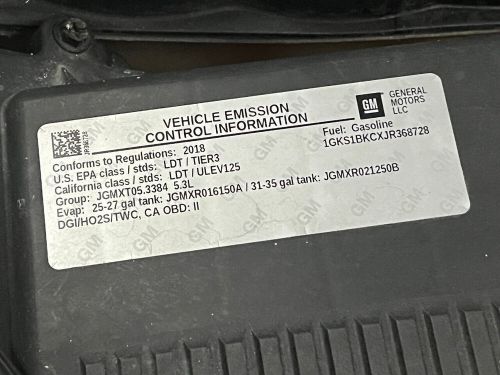 VEHICLE EMISSION
CONTROL INFORMATION
GM
GENERAL
MOTORS
LLC
Fuel: Gasoline
1GKS1BKCXJR368728
Conforms to Regulations: 2018
U.S. EPA class / stds: LDT / TIER3
California class / stds: LDT / ULEV125
Group: JGMXT05.3384 5.3L
Evap: 25-27 gal tank: JGMXR016150A / 31-35 gal tank: JGMXR021250B
DGI/HO2S/TWC, CA OBD: II